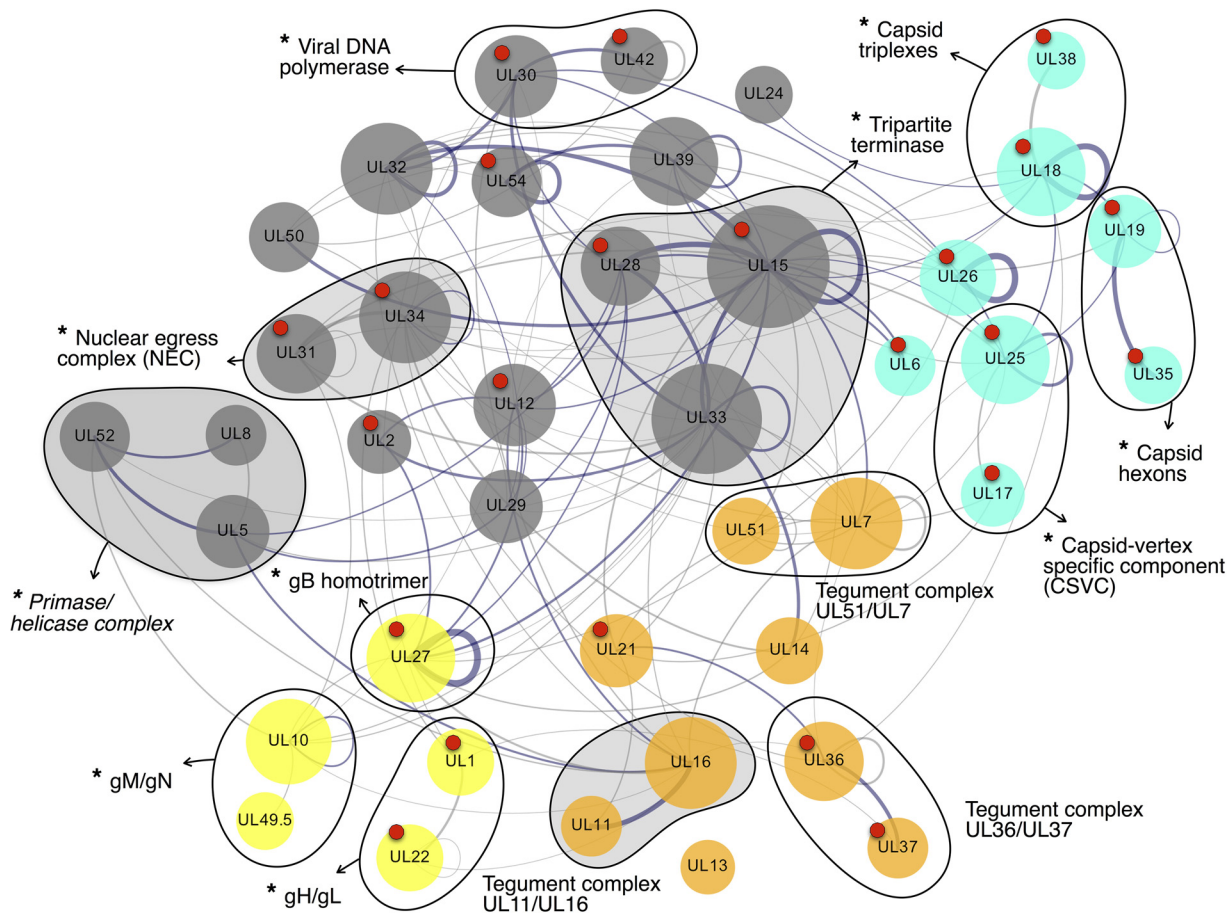 * Viral DNA
polymerase
UL30
UL42
UL24
* Capsid
triplexes
UL38
* Tripartite
terminase
UL32
UL54
UL39
UL18
UL50
UL28
UL15
UL26
UL19
* Nuclear egress
complex (NEC)
UL34
UL31
UL6
UL25
UL35
UL52
UL8
UL2
UL12
UL33
* Capsid
hexons
UL5
UL29
UL51
UL7
UL17
* Primase/
helicase complex
* gB homotrimer
Tegument complex
UL51/UL7
* Capsid-vertex
specific component
(CSVC)
UL27
UL21
UL14
UL10
UL1
UL16
UL36
* gM/gN
UL49.5
UL11
UL37
Tegument complex
UL36/UL37
UL22
UL13
* gH/gL
Tegument complex
UL11/UL16